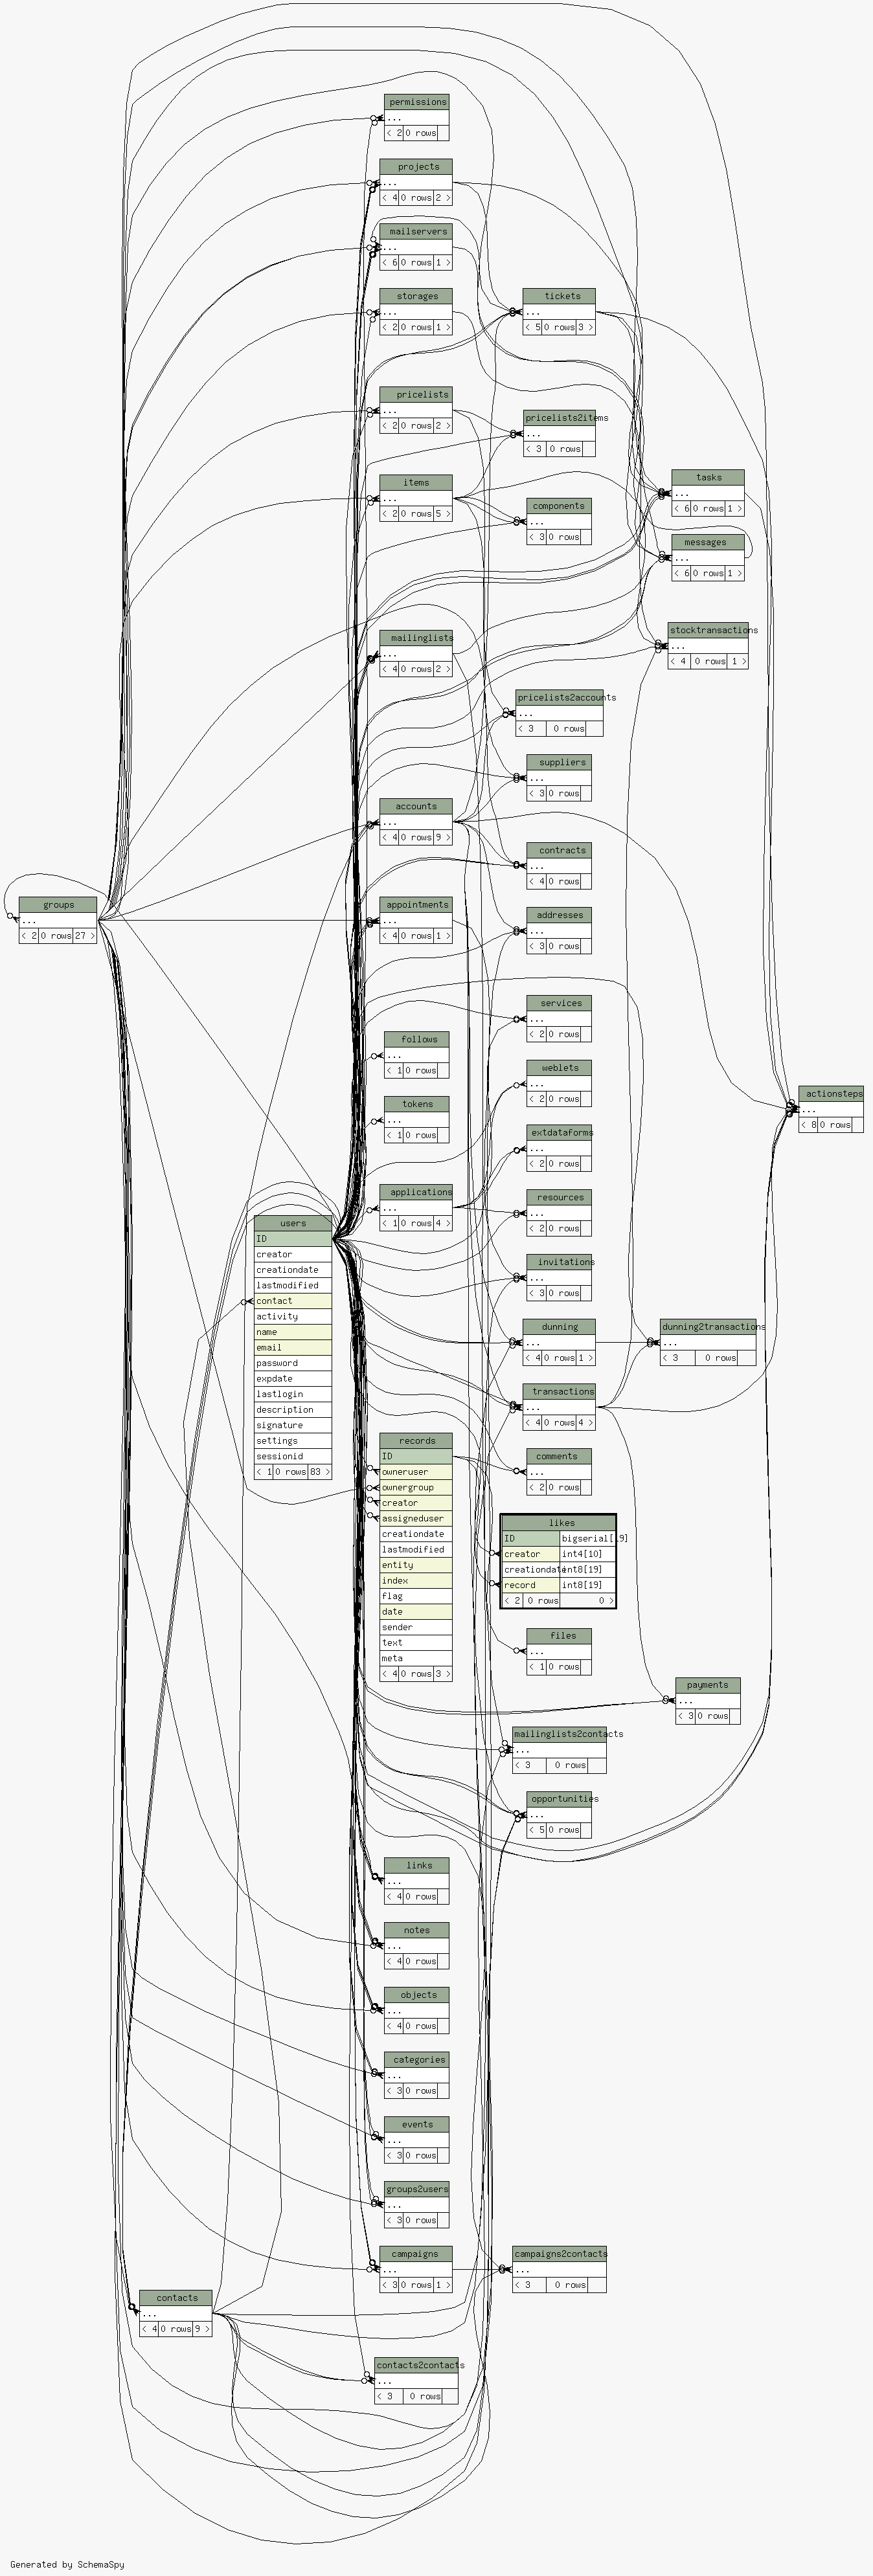 permissions
...
< 2 0 rows
projects
...
< 4 0 rows 2 >
mailservers
...
< 6 0 rows 1 >
storages
...
< 2 0 rows 1 >
tickets
...
< 5 0 rows 3 >
pricelists
...
< 2 0 rows 2 >
pricelists2items
...
< 3 0 rows
items
...
< 2 0 rows 5 >
tasks
...
< 6 0 rows 1 >
components
...
< 3 0 rows
messages
...
< 6 0 rows 1 >
mailinglists
...
< 4 0 rows 2 >
stocktransactions
...
< 4 0 rows 1 >
pricelists2accounts
...
< 3 0 rows
suppliers
...
< 3 0 rows
accounts
...
< 4 0 rows 9 >
contracts
...
< 4 0 rows
groups
...
< 2 0 rows 27 >
appointments
...
< 4 0 rows 1 >
addresses
...
< 3 0 rows
services
...
< 2 0 rows
follows
...
< 1 0 rows
weblets
...
< 2 0 rows
actionsteps
...
< 8 0 rows
tokens
...
< 1 0 rows
extdataforms
...
< 2 0 rows
applications
...
< 1 0 rows 4 >
resources
...
< 2 0 rows
users
ID
creator
creationdate
lastmodified
contact
activity
name
email
password
expdate
lastlogin
description
signature
settings
sessionid
< 1 0 rows 83 >
invitations
...
< 3 0 rows
dunning
...
< 4 0 rows 1 >
dunning2transactions
...
< 3 0 rows
transactions
...
< 4 0 rows 4 >
records
ID
owneruser
ownergroup
creator
assigneduser
creationdate
lastmodified
entity
index
flag
date
sender
text
meta
< 4 0 rows 3 >
comments
...
< 2 0 rows
likes
ID bigserial[19]
creator int4[10]
creationdate int8[19]
record int8[19]
< 2 0 rows 0 >
files
...
< 1 0 rows
payments
...
< 3 0 rows
mailinglists2contacts
...
< 3 0 rows
opportunities
...
< 5 0 rows
links
...
< 4 0 rows
notes
...
< 4 0 rows
objects
...
< 4 0 rows
categories
...
< 3 0 rows
events
...
< 3 0 rows
groups2users
...
< 3 0 rows
campaigns
...
< 3 0 rows 1 >
campaigns2contacts
...
< 3 0 rows
contacts
...
< 4 0 rows 9 >
contacts2contacts
...
< 3 0 rows
Generated by SchemaSpy